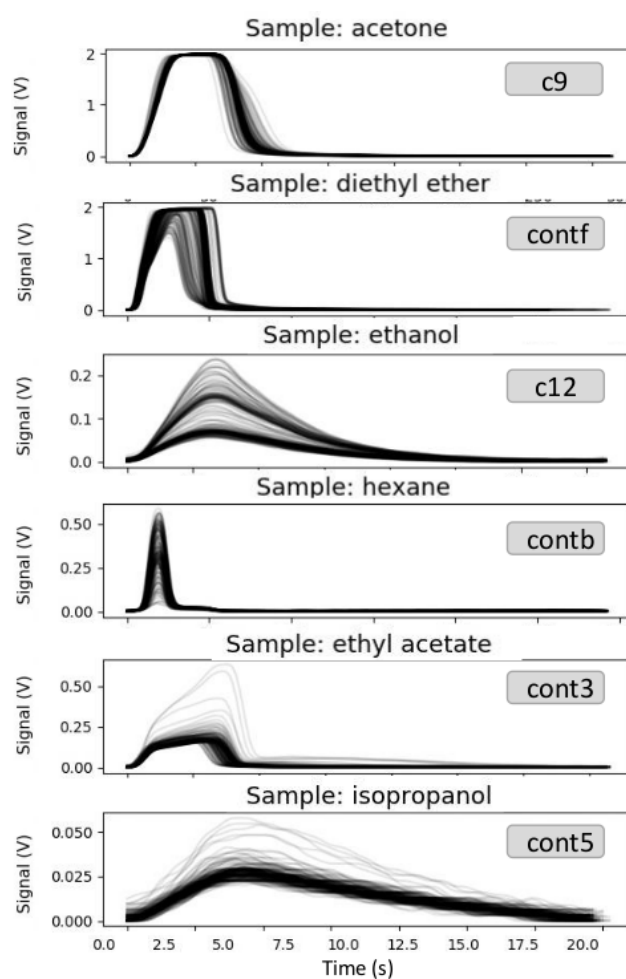 Sample: acetone
2
c9
1
Signal (V)
0
Sample: diethyl ether
2
contf
1
Signal (V)
0
Sample: ethanol
0.2
c12
0.1
Signal (V)
0.0
Sample: hexane
0.50
contb
0.25
Signal (V)
0.00
Sample: ethyl acetate
0.50
cont3
0.25
Signal (V)
0.00
Sample: isopropanol
0.050
cont5
0.025
Signal (V)
0.000
0.0 2.5 5.0 7.5 10.0 12.5 15.0 17.5 20.0
Time (s)